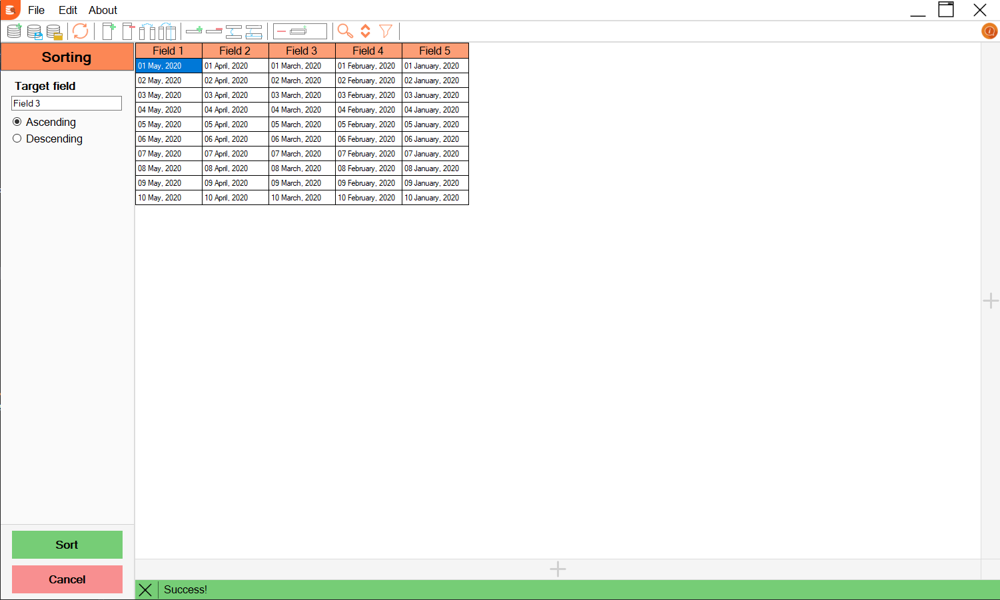 File Edit About
Sorting
Target field
Field 3
Ascending
Descending
Field 1 Field 2 Field 3 Field 4 Field 5
01 May, 2020 01 April, 2020 01 March, 2020 01 February, 2020 01 January, 2020
02 May, 2020 02 April, 2020 02 March, 2020 02 February, 2020 02 January, 2020
03 May, 2020 03 April, 2020 03 March, 2020 03 February, 2020 03 January, 2020
04 May, 2020 04 April, 2020 04 March, 2020 04 February, 2020 04 January, 2020
05 May, 2020 05 April, 2020 05 March, 2020 05 February, 2020 05 January, 2020
06 May, 2020 06 April, 2020 06 March, 2020 06 February, 2020 06 January, 2020
07 May, 2020 07 April, 2020 07 March, 2020 07 February, 2020 07 January, 2020
08 May, 2020 08 April, 2020 08 March, 2020 08 February, 2020 08 January, 2020
09 May, 2020 09 April, 2020 09 March, 2020 09 February, 2020 09 January, 2020
10 May, 2020 10 April, 2020 10 March, 2020 10 February, 2020 10 January, 2020
Sort
Cancel
Success!